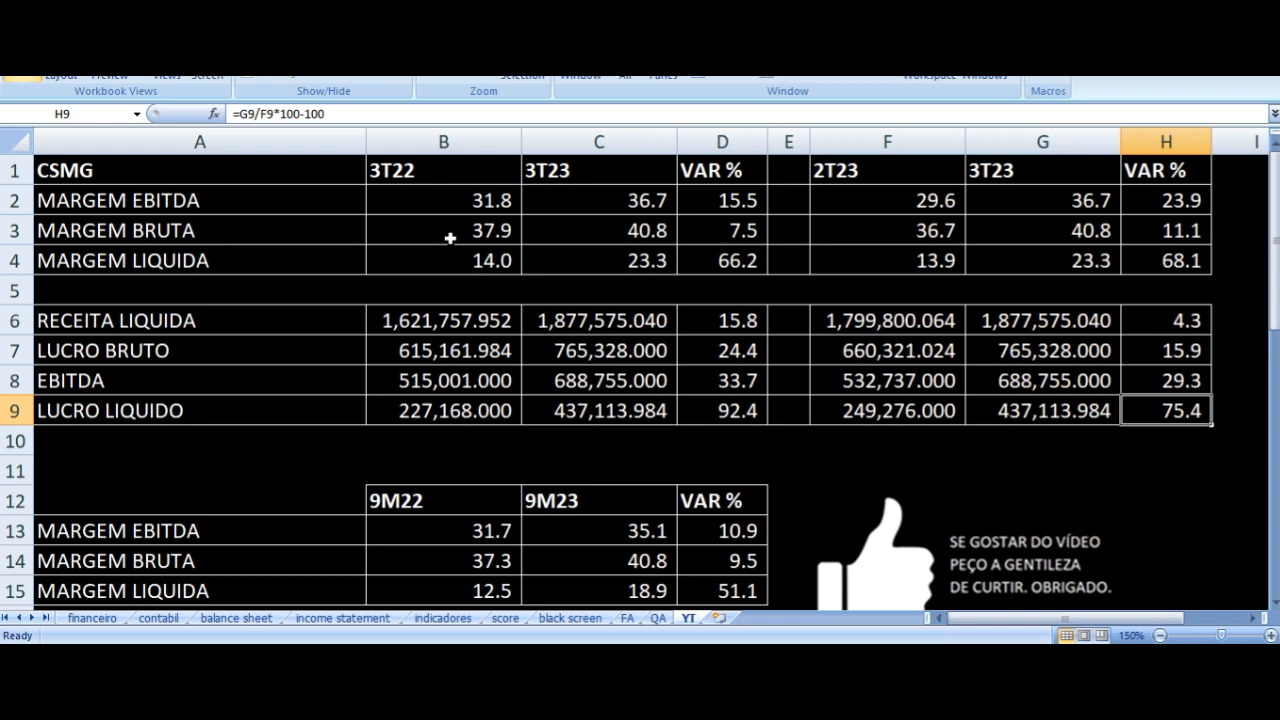 Workbook Views Show/Hide Zoom Window Macros
H9 fx =G9/F9*100-100
A B C D E F G H I
1 CSMG 3T22 3T23 VAR % 2T23 3T23 VAR %
2 MARGEM EBITDA 31.8 36.7 15.5 29.6 36.7 23.9
3 MARGEM BRUTA 37.9 40.8 7.5 36.7 40.8 11.1
4 MARGEM LIQUIDA 14.0 23.3 66.2 13.9 23.3 68.1
5
6 RECEITA LIQUIDA 1,621,757.952 1,877,575.040 15.8 1,799,800.064 1,877,575.040 4.3
7 LUCRO BRUTO 615,161.984 765,328.000 24.4 660,321.024 765,328.000 15.9
8 EBITDA 515,001.000 688,755.000 33.7 532,737.000 688,755.000 29.3
9 LUCRO LIQUIDO 227,168.000 437,113.984 92.4 249,276.000 437,113.984 75.4
10
11
12 9M22 9M23 VAR %
13 MARGEM EBITDA 31.7 35.1 10.9
14 MARGEM BRUTA 37.3 40.8 9.5
15 MARGEM LIQUIDA 12.5 18.9 51.1
SE GOSTAR DO VÍDEO
PEÇO A GENTILEZA
DE CURTIR. OBRIGADO.
financeiro contabil balance sheet income statement indicadores score black screen FA QA YT
Ready 150%